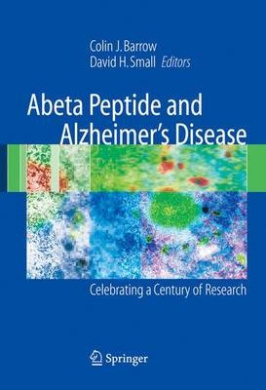 Colin J. Barrow
David H. Small Editors
Abeta Peptide and
Alzheimer's Disease
Celebrating a Century of Research
Springer